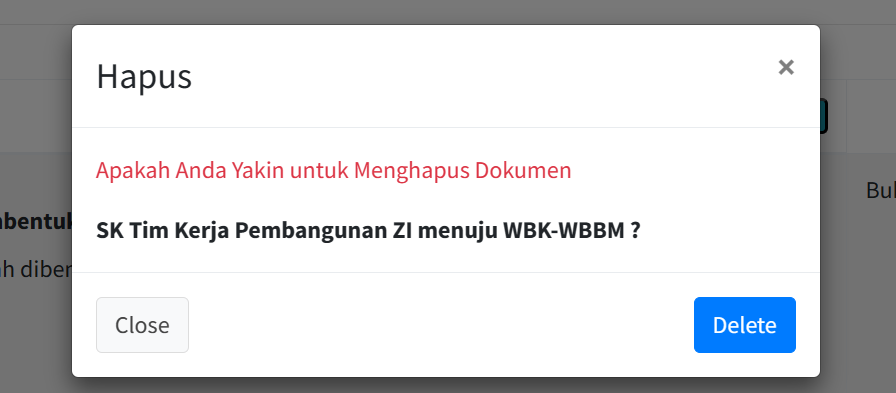 Hapus
×
Apakah Anda Yakin untuk Menghapus Dokumen
SK Tim Kerja Pembangunan ZI menuju WBK-WBBM ?
Close
Delete